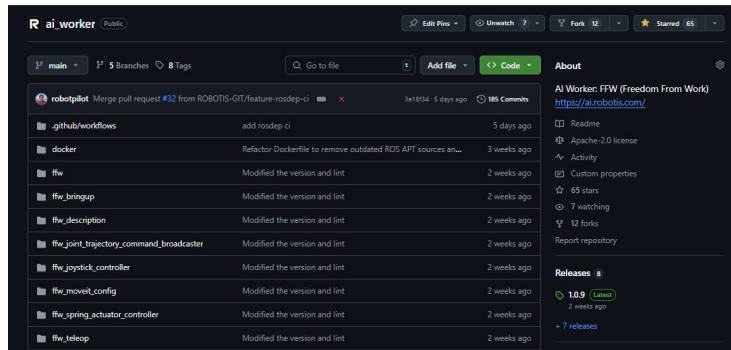 ai_worker Public
Edit Pins Unwatch 7 Fork 12 Starred 65
main 5 Branches 8 Tags Go to file t Add file Code
robotpilot Merge pull request #32 from ROBOTIS-GIT/feature-rosdep-ci 3e18f34 · 5 days ago 185 Commits
.github/workflows add rosdep ci 5 days ago
docker Refactor Dockerfile to remove outdated ROS APT sources an... 3 weeks ago
ffw Modified the version and lint 2 weeks ago
ffw_bringup Modified the version and lint 2 weeks ago
ffw_description Modified the version and lint 2 weeks ago
ffw_joint_trajectory_command_broadcaster Modified the version and lint 2 weeks ago
ffw_joystick_controller Modified the version and lint 2 weeks ago
ffw_moveit_config Modified the version and lint 2 weeks ago
ffw_spring_actuator_controller Modified the version and lint 2 weeks ago
ffw_teleop Modified the version and lint 2 weeks ago
About
AI Worker: FFW (Freedom From Work)
https://ai.robotis.com/
Readme
Apache-2.0 license
Activity
Custom properties
65 stars
7 watching
12 forks
Report repository
Releases 8
1.0.9 Latest
2 weeks ago
+ 7 releases